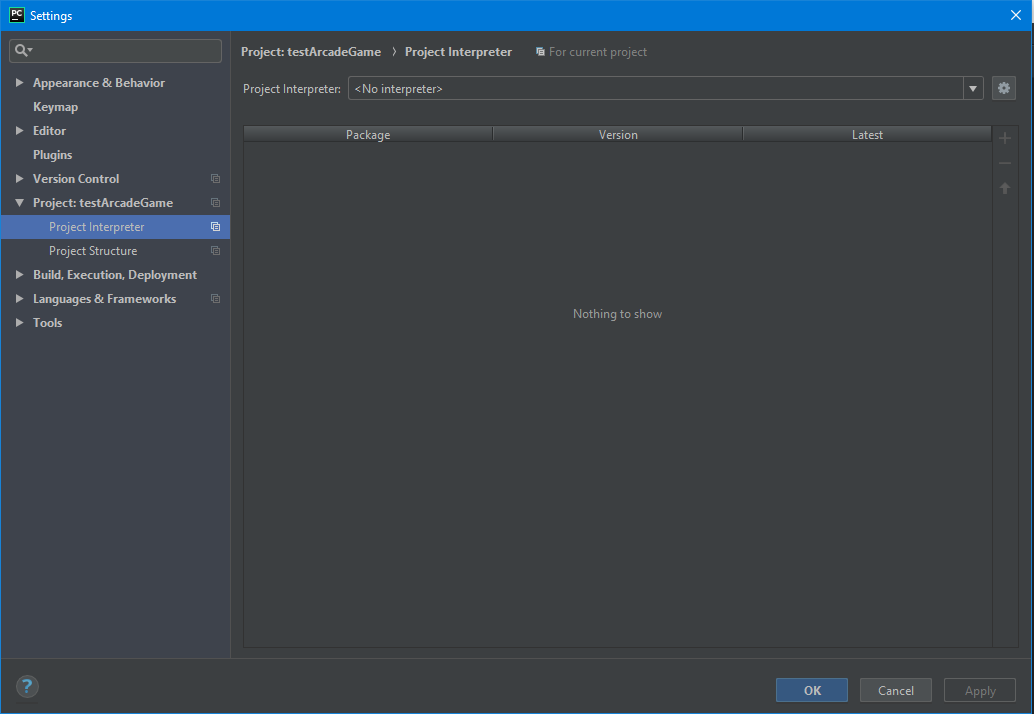 PC Settings
Project: testArcadeGame › Project Interpreter For current project
Appearance & Behavior
Keymap
Editor
Plugins
Version Control
Project: testArcadeGame
Project Interpreter
Project Structure
Build, Execution, Deployment
Languages & Frameworks
Tools
Project Interpreter: <No interpreter>
Package Version Latest
Nothing to show
?
OK Cancel Apply